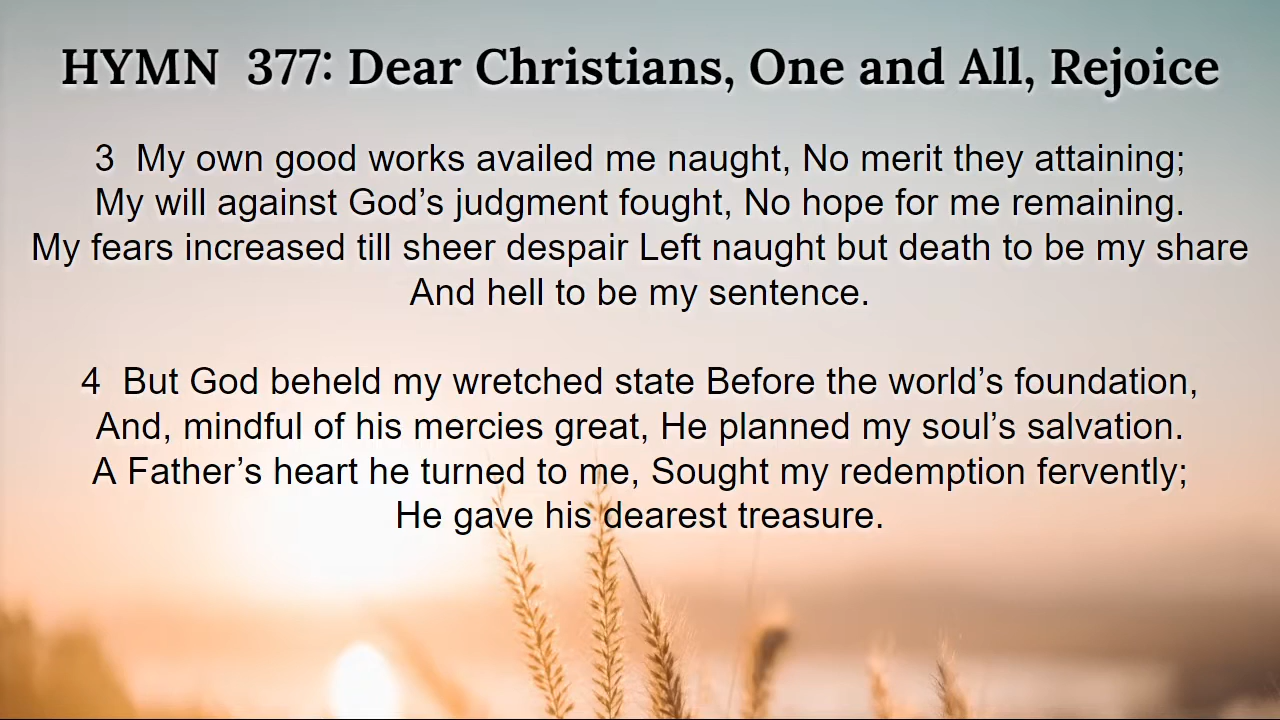 HYMN 377: Dear Christians, One and All, Rejoice
3 My own good works availed me naught, No merit they attaining;
My will against God’s judgment fought, No hope for me remaining.
My fears increased till sheer despair Left naught but death to be my share
And hell to be my sentence.
4 But God beheld my wretched state Before the world’s foundation,
And, mindful of his mercies great, He planned my soul’s salvation.
A Father’s heart he turned to me, Sought my redemption fervently;
He gave his dearest treasure.